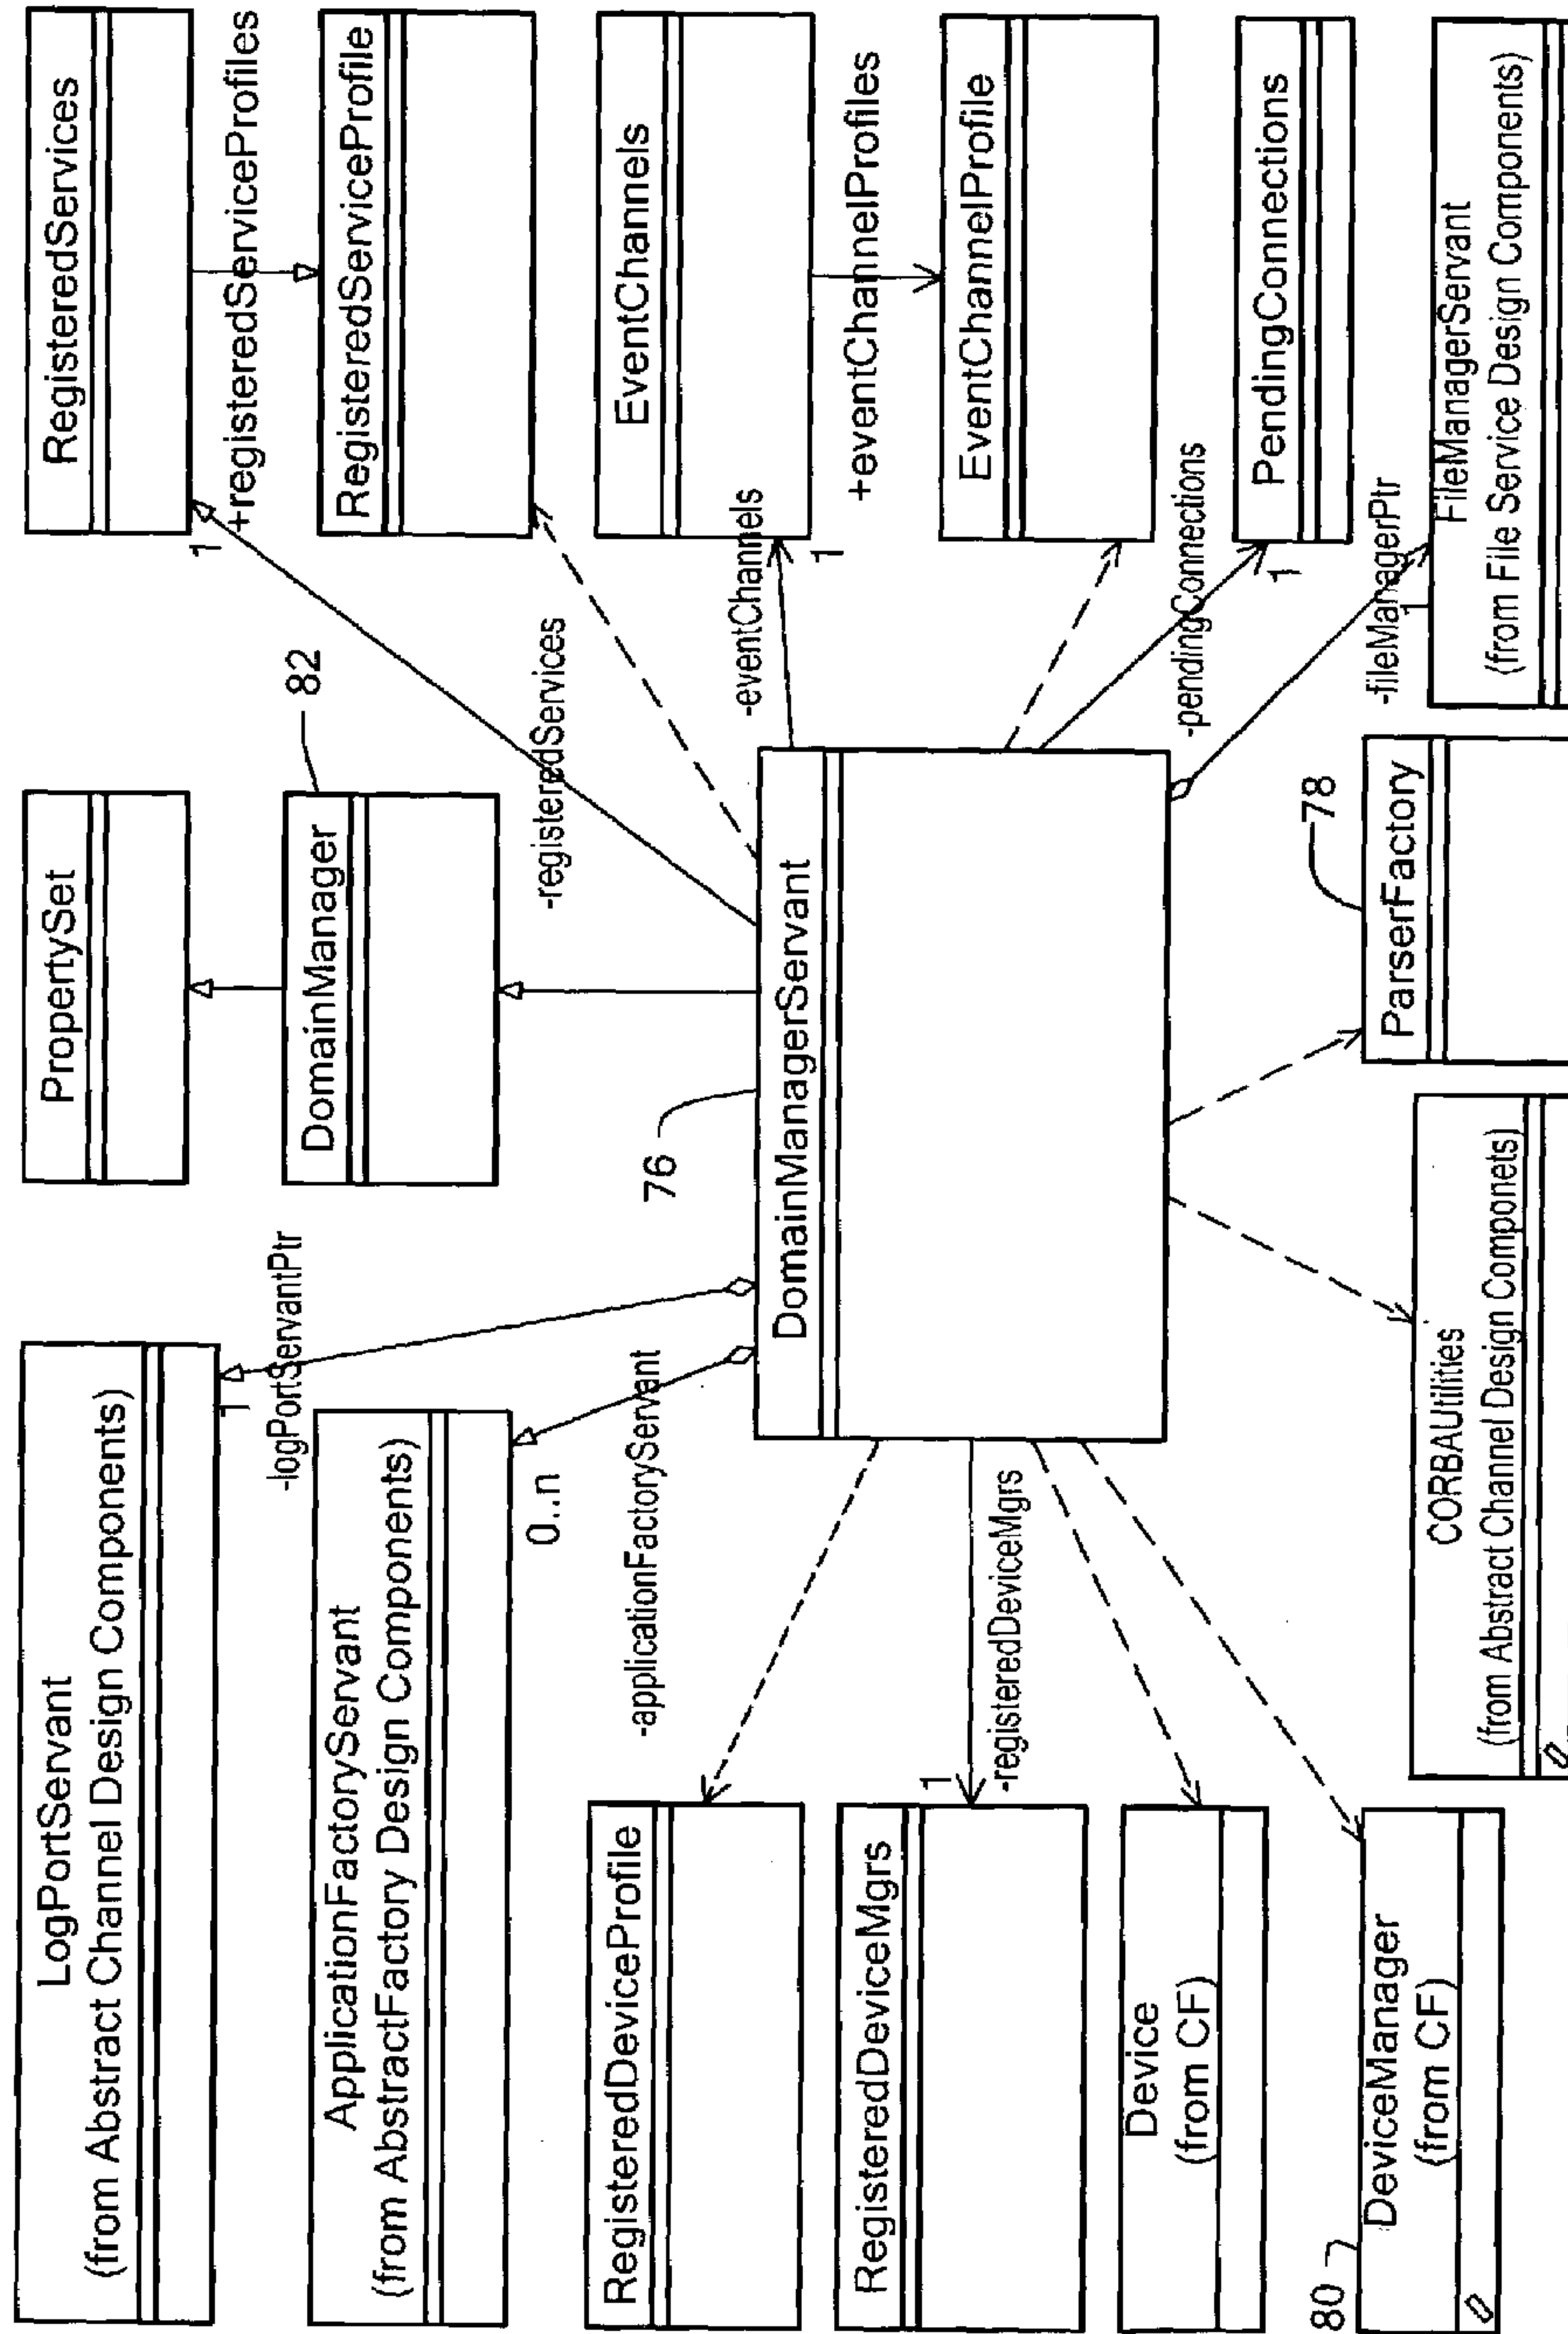 LogPortServant
(from Abstract Channel Design Components)
1
-logPortServantPtr
ApplicationFactoryServant
(from AbstractFactory Design Components)
0..n
-applicationFactoryServant
PropertySet
DomainManager
82
RegisteredServices
1
+registeredServiceProfiles
RegisteredServiceProfile
-registeredServices
EventChannels
-eventChannels
1
+eventChannelProfiles
EventChannelProfile
76
DomainManagerServant
RegisteredDeviceProfile
RegisteredDeviceMgrs
1
-registeredDeviceMgrs
Device
(from CF)
80
DeviceManager
(from CF)
-pendingConnections
1
PendingConnections
-fileManagerPtr
1
FileManagerServant
(from File Service Design Components)
78
ParserFactory
CORBAUtilities
(from Abstract Channel Design Componets)